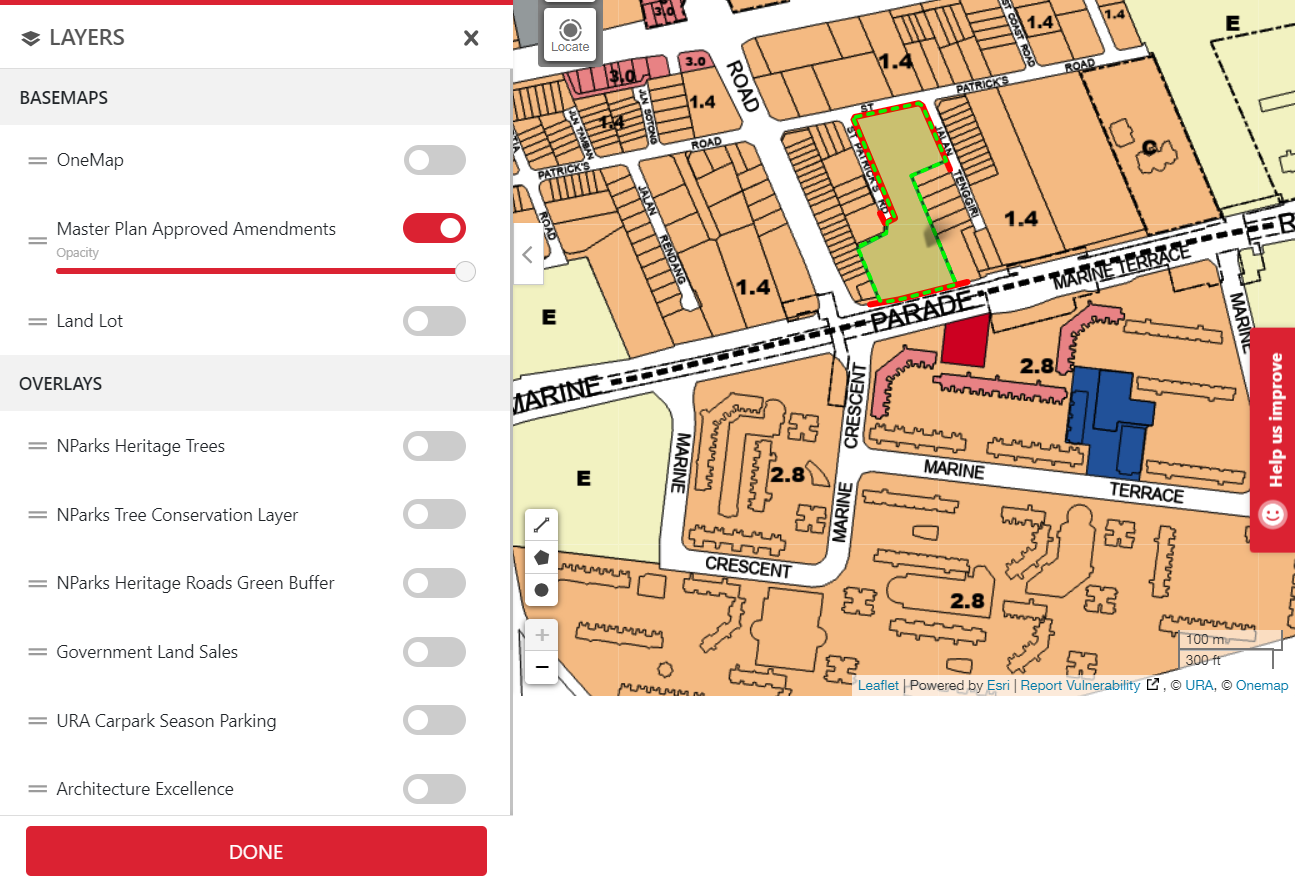 LAYERS
BASEMAPS
OneMap
Master Plan Approved Amendments
Opacity
Land Lot
OVERLAYS
NParks Heritage Trees
NParks Tree Conservation Layer
NParks Heritage Roads Green Buffer
Government Land Sales
URA Carpark Season Parking
Architecture Excellence
DONE
Locate
3.0
1.4
1.4
E
ST COAST ROAD
ROAD
1.4
3.0
3.0
1.4
1.4
JLN SOTONG
JLN TAMBAN
ROAD
PATRICK'S
ST
ROAD
PATRICK'S
ST PATRICK'S RD
JALAN
TENGGIRI
C
1.4
JALAN
RENDANG
ROAD
1.4
E
MARINE
PARADE
MARINE TERRACE
R
MARINE
2.8
CRESCENT
MARINE
E
MARINE
2.8
MARINE
TERRACE
CRESCENT
2.8
Help us improve
100 m
300 ft
Leaflet | Powered by Esri | Report Vulnerability , © URA, © Onemap